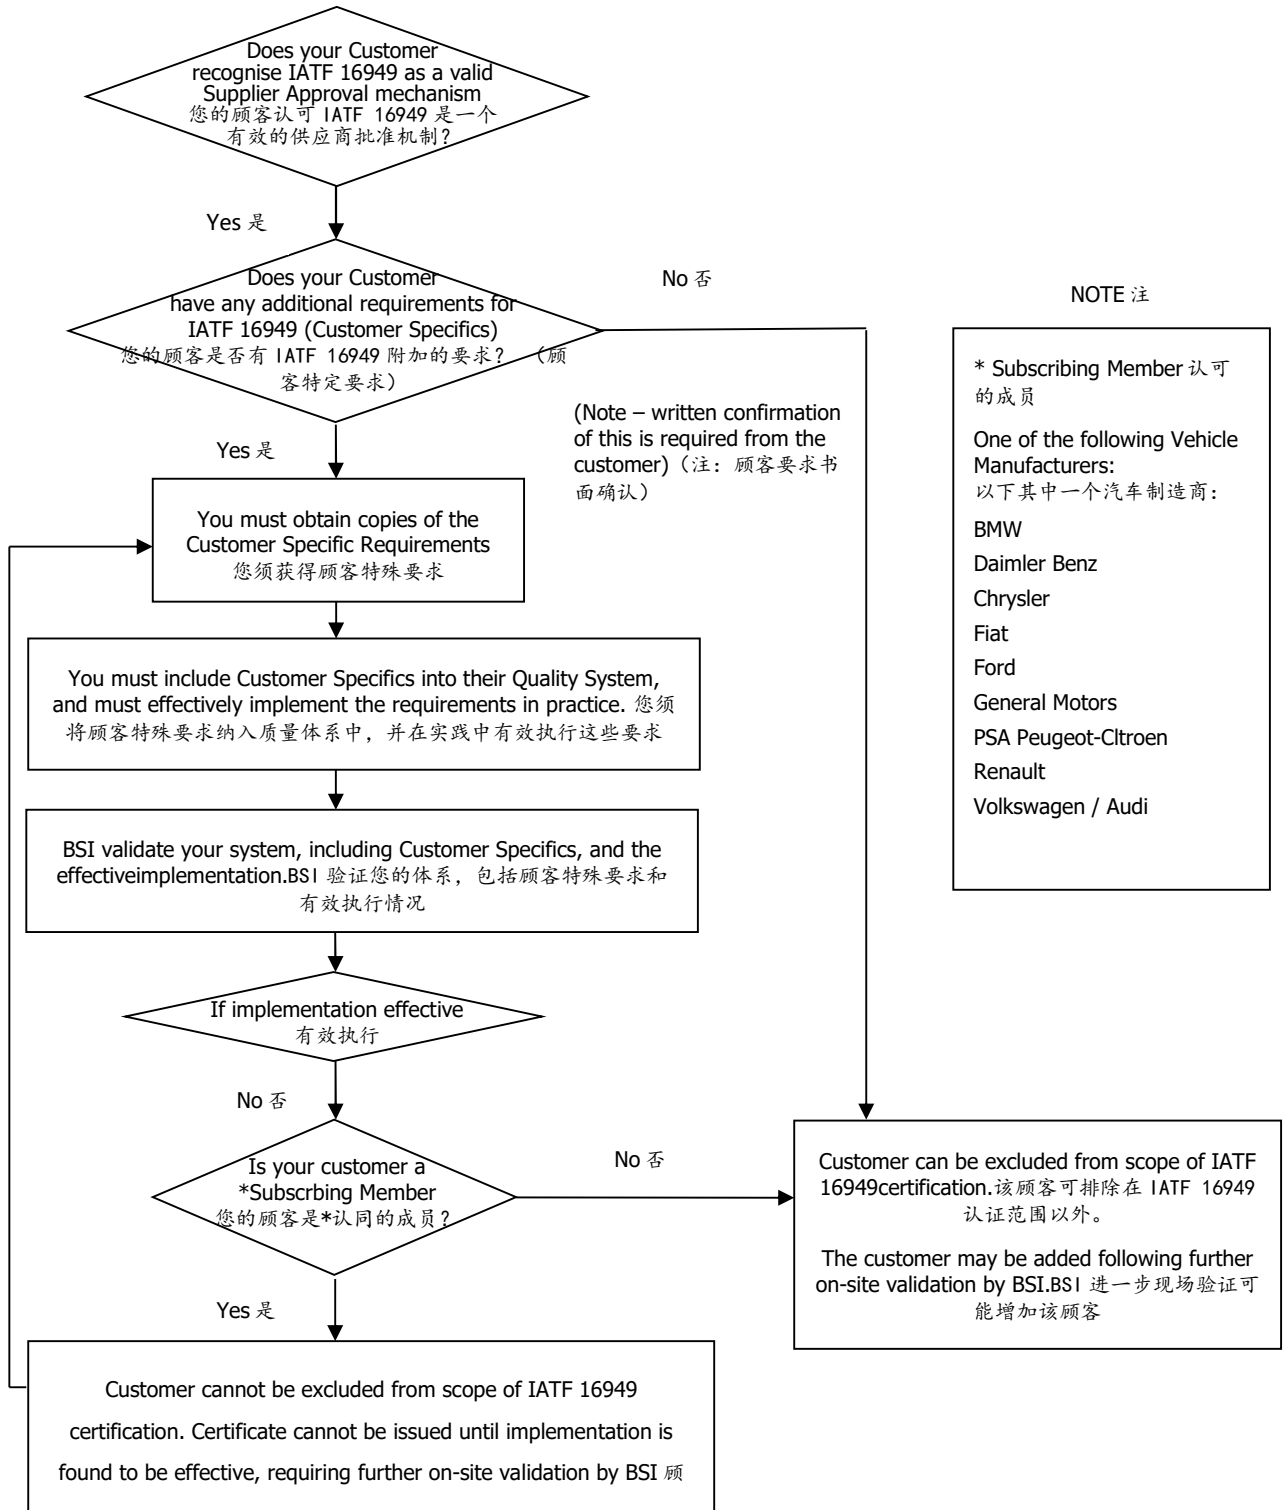 Does your Customer
recognise IATF 16949 as a valid
Supplier Approval mechanism
您的顾客认可 IATF 16949 是一个
有效的供应商批准机制？
Yes 是
Does your Customer
have any additional requirements for
IATF 16949 (Customer Specifics)
您的顾客是否有 IATF 16949 附加的要求？ （顾
客特定要求）
No 否
(Note – written confirmation
of this is required from the
customer)（注：顾客要求书
面确认）
Yes 是
You must obtain copies of the
Customer Specific Requirements
您须获得顾客特殊要求
You must include Customer Specifics into their Quality System,
and must effectively implement the requirements in practice. 您须
将顾客特殊要求纳入质量体系中，并在实践中有效执行这些要求
BSI validate your system, including Customer Specifics, and the
effectiveimplementation.BSI 验证您的体系，包括顾客特殊要求和
有效执行情况
If implementation effective
有效执行
No 否
Is your customer a
*Subscrbing Member
您的顾客是*认同的成员？
No 否
Customer can be excluded from scope of IATF
16949certification.该顾客可排除在 IATF 16949
认证范围以外。
The customer may be added following further
on-site validation by BSI.BSI 进一步现场验证可
能增加该顾客
Yes 是
Customer cannot be excluded from scope of IATF 16949
certification. Certificate cannot be issued until implementation is
found to be effective, requiring further on-site validation by BSI 顾
NOTE 注
* Subscribing Member 认可
的成员
One of the following Vehicle
Manufacturers:
以下其中一个汽车制造商：
BMW
Daimler Benz
Chrysler
Fiat
Ford
General Motors
PSA Peugeot-Cltroen
Renault
Volkswagen / Audi